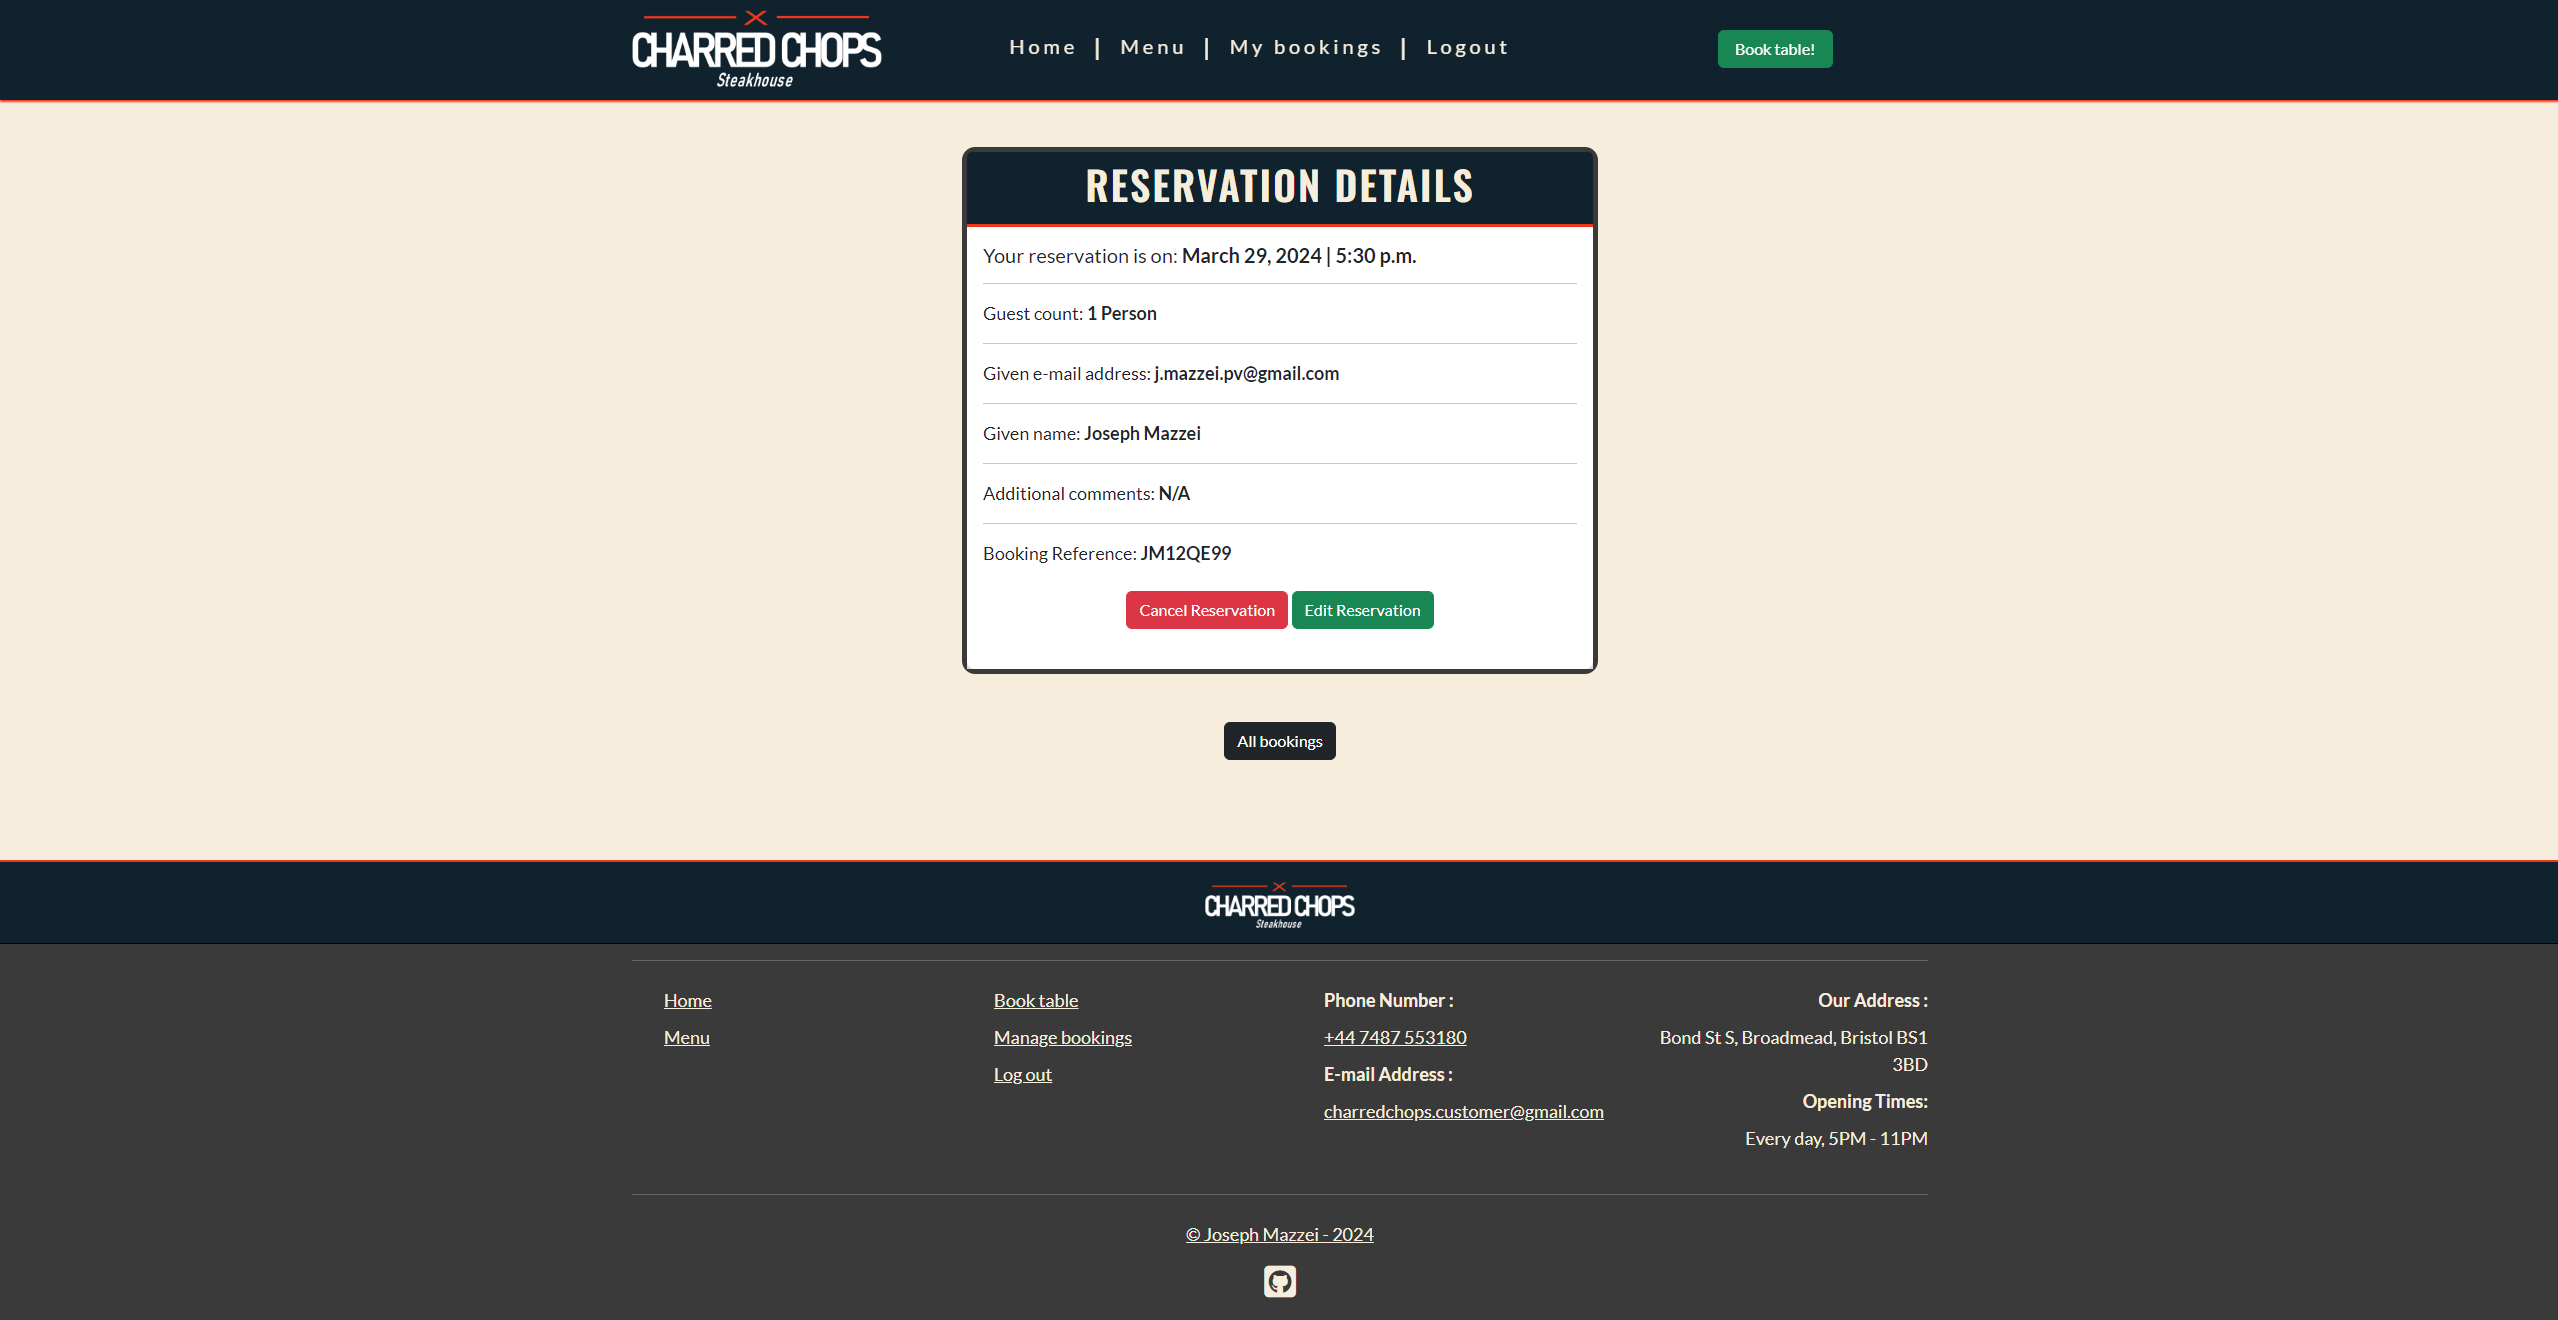 CHARRED CHOPS
Steakhouse
Home | Menu | My bookings | Logout
Book table!
RESERVATION DETAILS
Your reservation is on: March 29, 2024 | 5:30 p.m.
Guest count: 1 Person
Given e-mail address: j.mazzei.pv@gmail.com
Given name: Joseph Mazzei
Additional comments: N/A
Booking Reference: JM12QE99
Cancel Reservation
Edit Reservation
All bookings
CHARRED CHOPS
Steakhouse
Home
Menu
Book table
Manage bookings
Log out
Phone Number :
+44 7487 553180
E-mail Address :
charredchops.customer@gmail.com
Our Address :
Bond St S, Broadmead, Bristol BS1
3BD
Opening Times:
Every day, 5PM - 11PM
© Joseph Mazzei - 2024